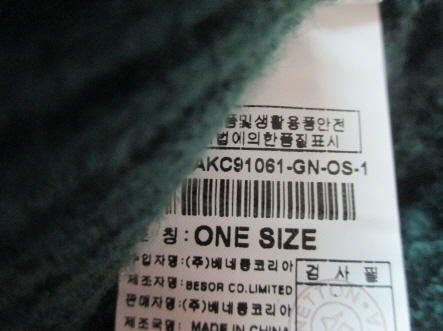 품및생활용품안전
법에의한품질표시
AKC91061-GN-OS-1
칭 : ONE SIZE
입자명 : (주)베네통코리아
제조자명 : BESOR CO.LIMITED
판매자명 : (주)베네통코리아
제조국명 : MADE IN CHINA
검사필